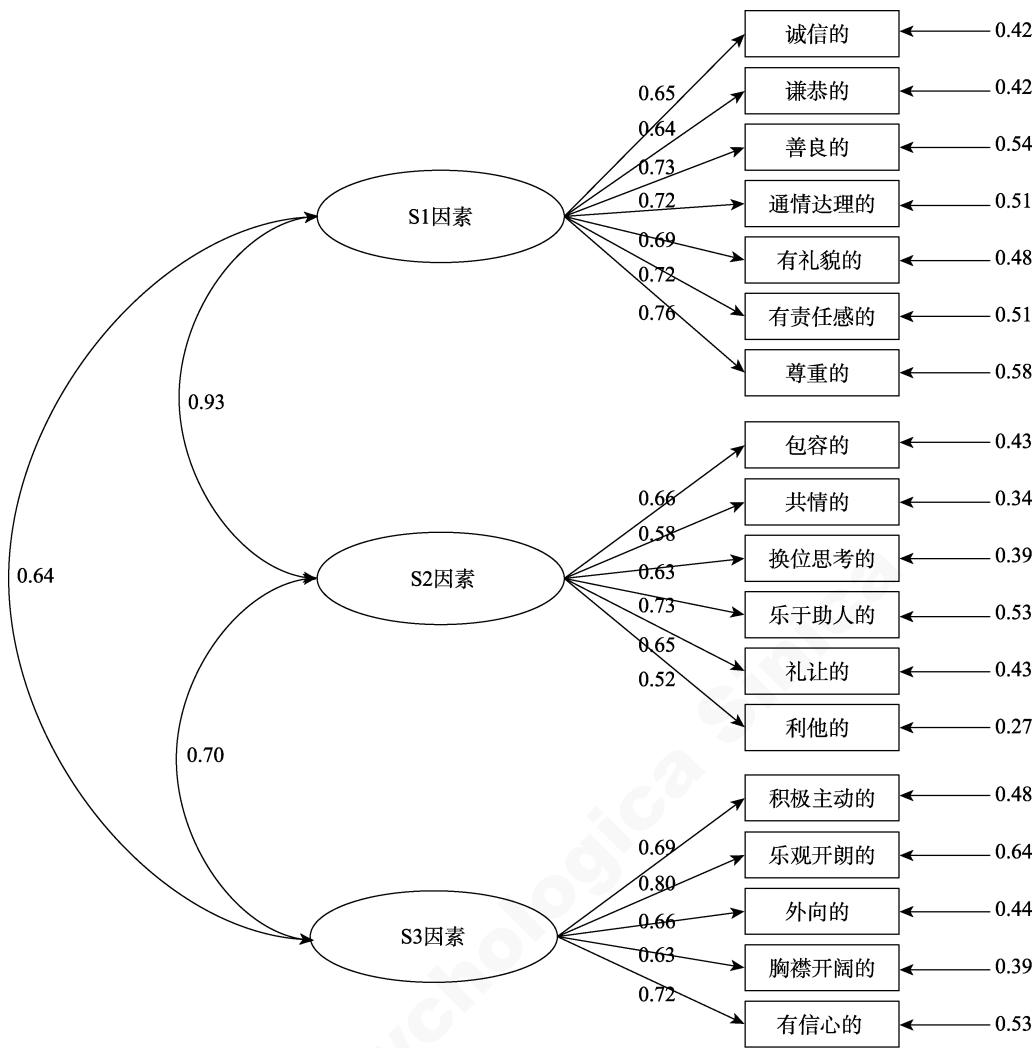 诚信的
0.42
0.65
谦恭的
0.42
0.64
善良的
0.54
0.73
通情达理的
0.51
0.72
S1因素
有礼貌的
0.48
0.69
有责任感的
0.51
0.72
尊重的
0.58
0.76
0.93
包容的
0.43
0.66
共情的
0.34
0.58
换位思考的
0.39
0.63
0.64
S2因素
乐于助人的
0.53
0.73
礼让的
0.43
0.65
利他的
0.27
0.52
0.70
积极主动的
0.48
0.69
乐观开朗的
0.64
0.80
外向的
0.44
0.66
S3因素
胸襟开阔的
0.39
0.63
有信心的
0.53
0.72